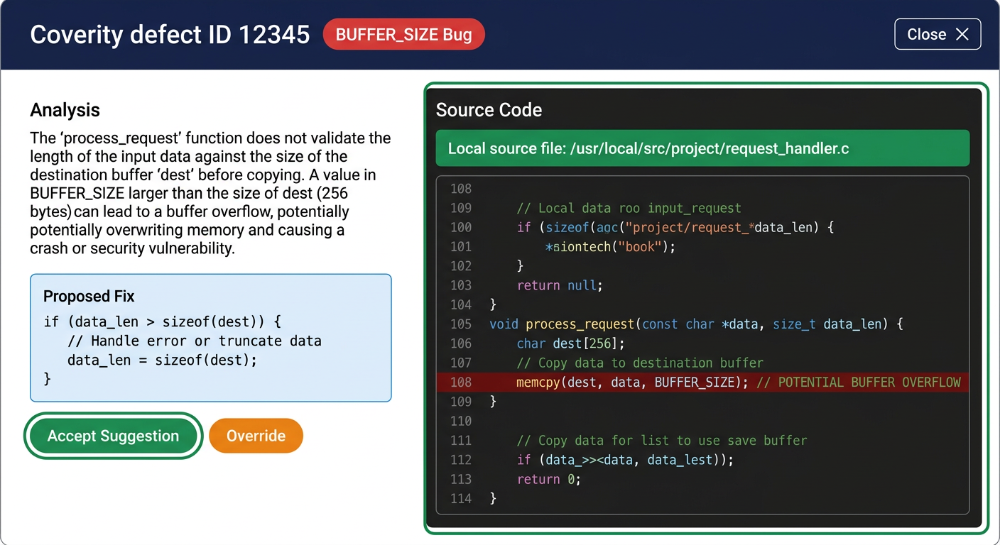 Coverity defect ID 12345
BUFFER_SIZE Bug
Close
Analysis
The ‘process_request’ function does not validate the
length of the input data against the size of the
destination buffer ‘dest’ before copying. A value in
BUFFER_SIZE larger than the size of dest (256
bytes) can lead to a buffer overflow, potentially
potentially overwriting memory and causing a
crash or security vulnerability.
Proposed Fix
if (data_len > sizeof(dest)) {
// Handle error or truncate data
data_len = sizeof(dest);
}
Accept Suggestion
Override
Source Code
Local source file: /usr/local/src/project/request_handler.c
108
109 // Local data roo input_request
100 if (sizeof(agc("project/request_*data_len) {
101 *siontech("book");
102 }
103 return null;
104 }
105 void process_request(const char *data, size_t data_len) {
106 char dest[256];
107 // Copy data to destination buffer
108 memcpy(dest, data, BUFFER_SIZE); // POTENTIAL BUFFER OVERFLOW
109 }
110
111 // Copy data for list to use save buffer
112 if (data_>><data, data_lest));
113 return 0;
114 }